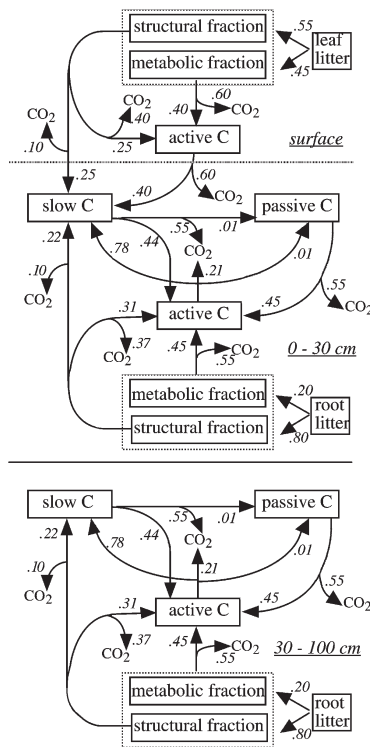 structural fraction
.55
leaf
litter
metabolic fraction
.45
CO2
CO2
.60
CO2
.40
.40
.10
.25
active C
surface
.25
.40
.60
CO2
slow C
passive C
.22
.55
.01
.78
.44
CO2
.01
.21
.10
CO2
.55
.31
active C
.45
CO2
.37
CO2
.45
CO2
.55
0 - 30 cm
metabolic fraction
.20
root
litter
structural fraction
.80
slow C
passive C
.22
.55
.01
.78
.44
CO2
.01
.21
.10
CO2
.55
.31
active C
.45
CO2
.37
CO2
.45
CO2
.55
30 - 100 cm
metabolic fraction
.20
root
litter
structural fraction
.80